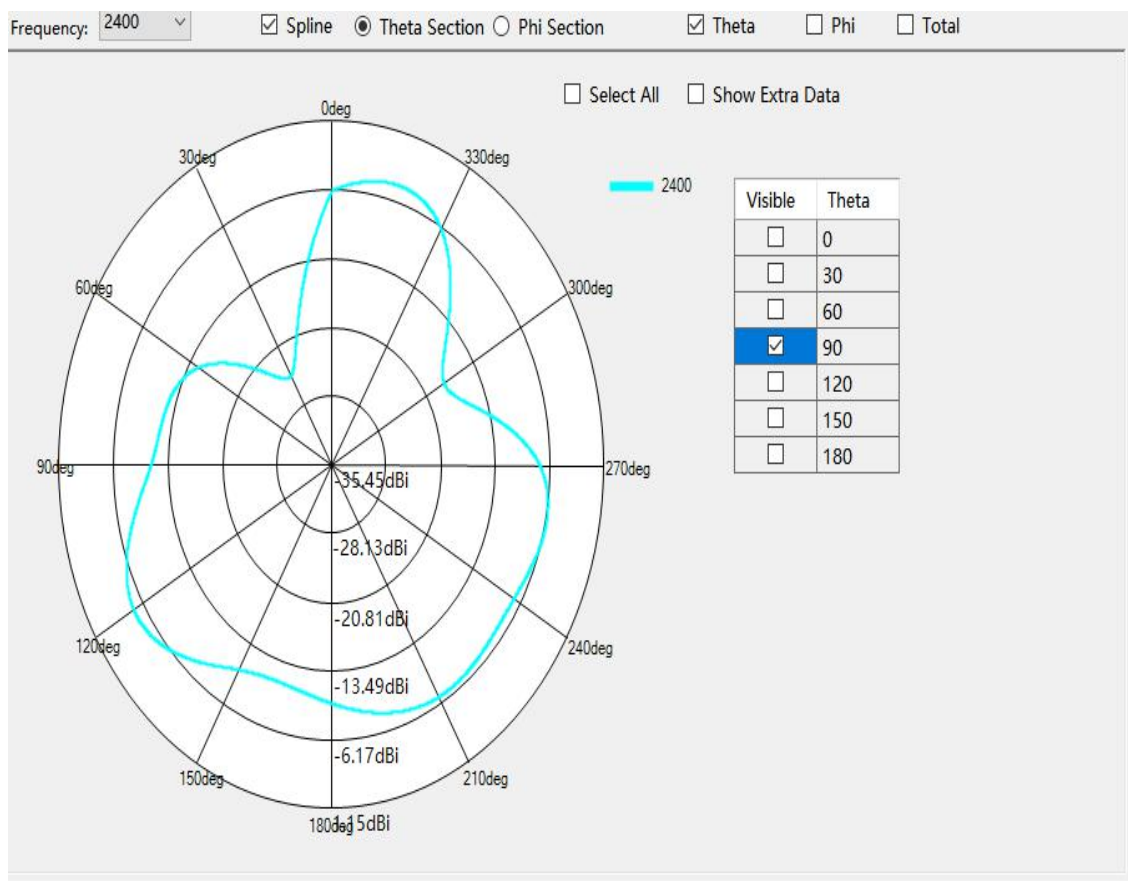 Frequency: 2400 Spline Theta Section Phi Section Theta Phi Total
Select All Show Extra Data
0deg
30deg 330deg
2400
Visible Theta
0
30
60deg 300deg
60
90
120
150
180
90deg 270deg
-35.45dBi
-28.13dBi
-20.81dBi
120deg 240deg
-13.49dBi
-6.17dBi
150deg 210deg
180deg 1.15dBi